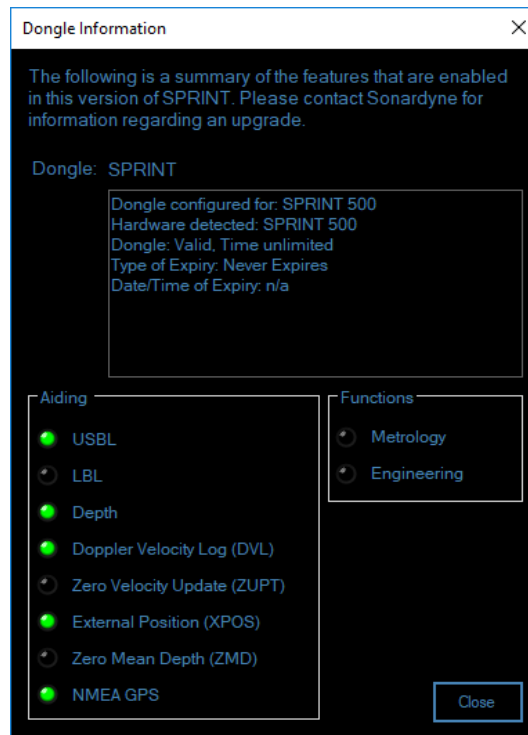 Dongle Information
The following is a summary of the features that are enabled
in this version of SPRINT. Please contact Sonardyne for
information regarding an upgrade.
Dongle: SPRINT
Dongle configured for: SPRINT 500
Hardware detected: SPRINT 500
Dongle: Valid, Time unlimited
Type of Expiry: Never Expires
Date/Time of Expiry: n/a
Aiding
USBL
LBL
Depth
Doppler Velocity Log (DVL)
Zero Velocity Update (ZUPT)
External Position (XPOS)
Zero Mean Depth (ZMD)
NMEA GPS
Functions
Metrology
Engineering
Close